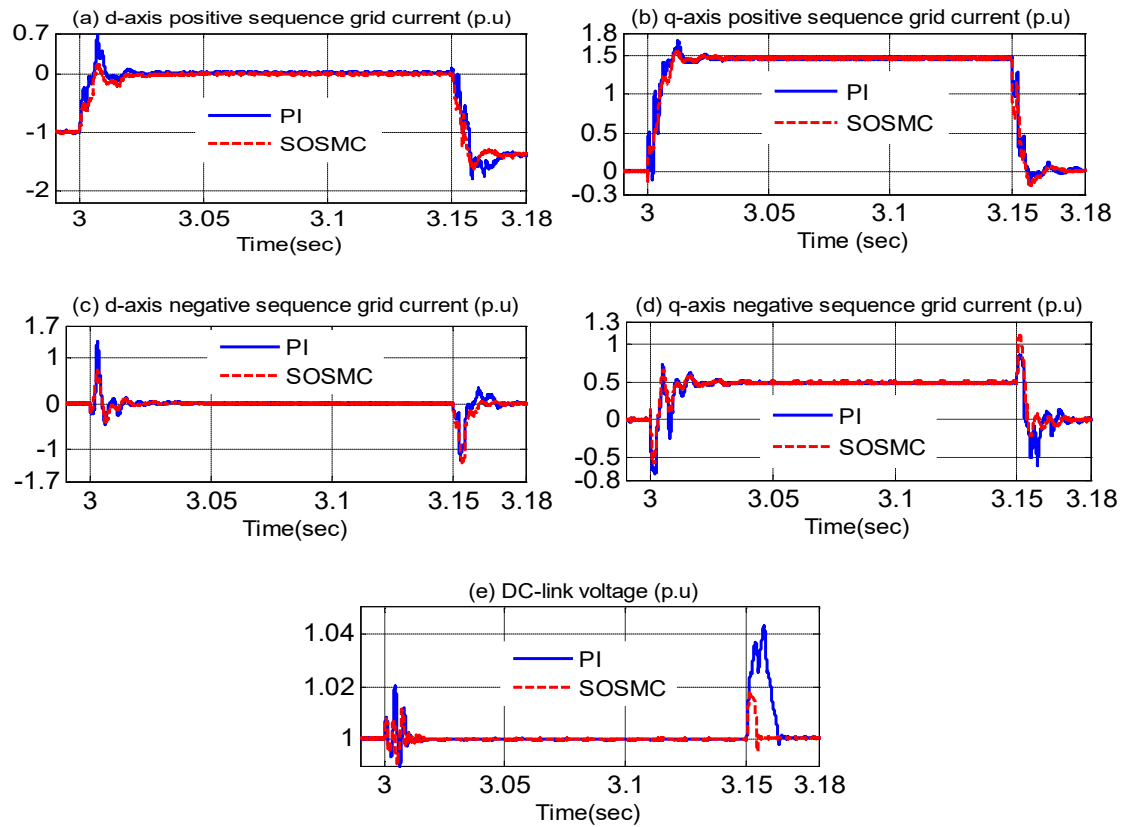 (a) d-axis positive sequence grid current (p.u)
0.7
0
-1
-2
PI
SOSMC
3
3.05
3.1
3.15
3.18
Time(sec)
(b) q-axis positive sequence grid current (p.u)
1.8
1.5
1
0.5
0
-0.3
PI
SOSMC
3
3.05
3.1
3.15
3.18
Time (sec)
(c) d-axis negative sequence grid current (p.u)
1.7
1
0
-1
-1.7
PI
SOSMC
3
3.05
3.1
3.15
3.18
Time(sec)
(d) q-axis negative sequence grid current (p.u)
1.3
1
0.5
0
-0.5
-0.8
PI
SOSMC
3
3.05
3.1
3.15
3.18
Time(sec)
(e) DC-link voltage (p.u)
1.04
1.02
1
PI
SOSMC
3
3.05
3.1
3.15
3.18
Time(sec)